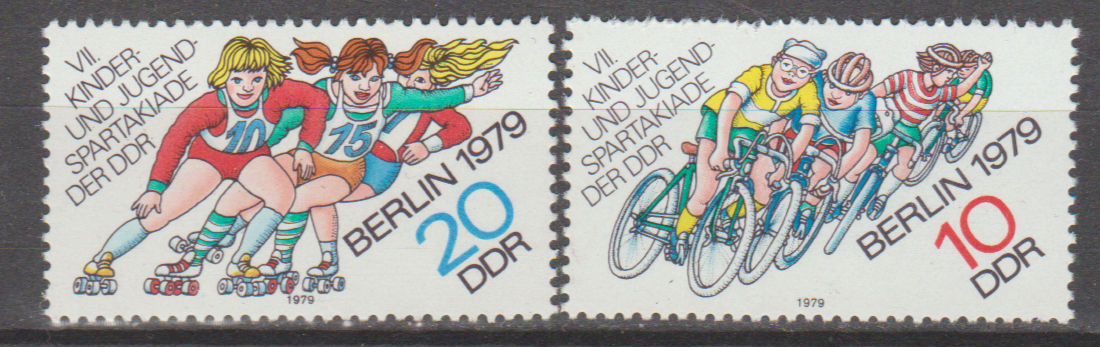 VII.
KINDER-
UND JUGEND-
SPARTAKIADE
DER DDR
10
15
BERLIN 1979
20
DDR
1979
VII.
KINDER-
UND JUGEND-
SPARTAKIADE
DER DDR
BERLIN 1979
10
DDR
1979